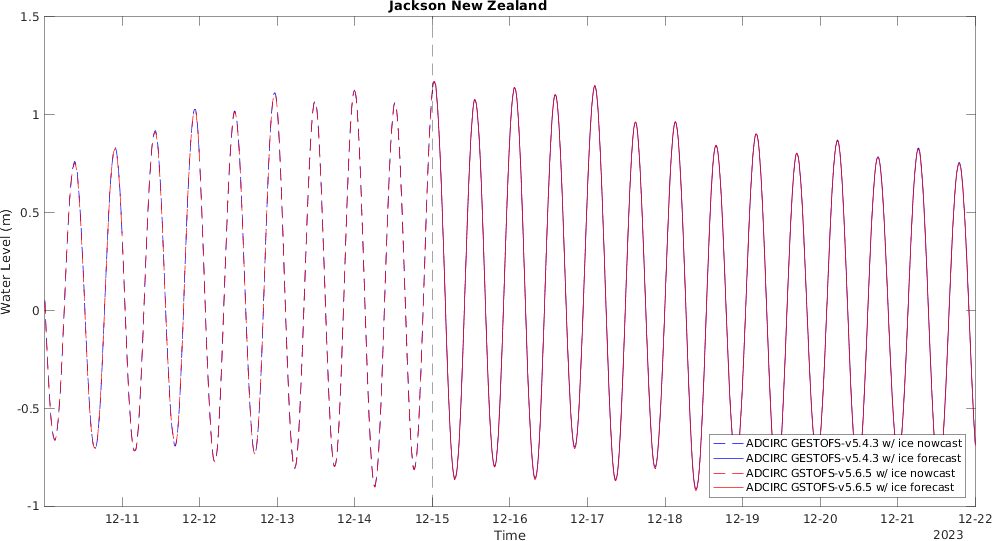 Jackson New Zealand
1.5
1
0.5
0
-0.5
-1
Water Level (m)
ADCIRC GESTOFS-v5.4.3 w/ ice nowcast
ADCIRC GESTOFS-v5.4.3 w/ ice forecast
ADCIRC GSTOFS-v5.6.5 w/ ice nowcast
ADCIRC GSTOFS-v5.6.5 w/ ice forecast
12-11 12-12 12-13 12-14 12-15 12-16 12-17 12-18 12-19 12-20 12-21 12-22
Time
2023